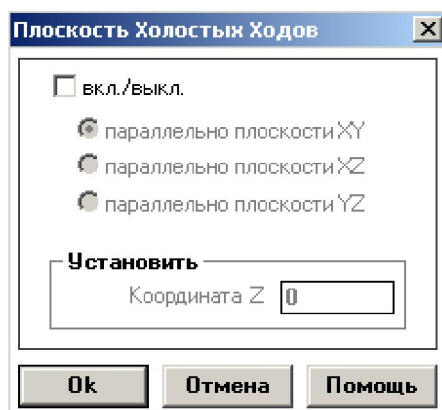 Плоскость Холостых Ходов
вкл./выкл.
параллельно плоскости XY
параллельно плоскости XZ
параллельно плоскости YZ
Установить
Координата Z 0
Ok Отмена Помощь